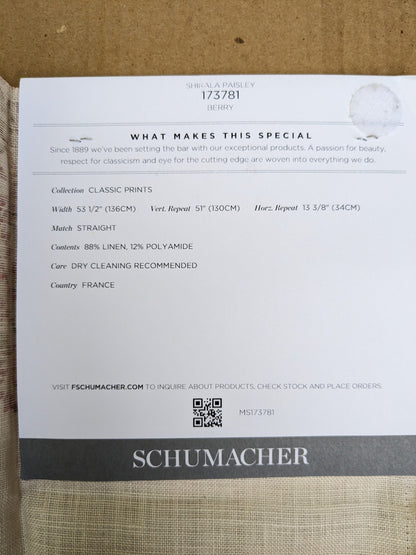 SHIRALA PAISLEY
173781
BERRY
WHAT MAKES THIS SPECIAL
Since 1889 we've been setting the bar with our exceptional products. A passion for beauty,
respect for classicism and eye for the cutting edge are woven into everything we do.
Collection CLASSIC PRINTS
Width 53 1/2" (136CM) Vert. Repeat 51" (130CM) Horz. Repeat 13 3/8" (34CM)
Match STRAIGHT
Contents 88% LINEN, 12% POLYAMIDE
Care DRY CLEANING RECOMMENDED
Country FRANCE
VISIT FSCHUMACHER.COM TO INQUIRE ABOUT PRODUCTS, CHECK STOCK AND PLACE ORDERS.
MS173781
SCHUMACHER